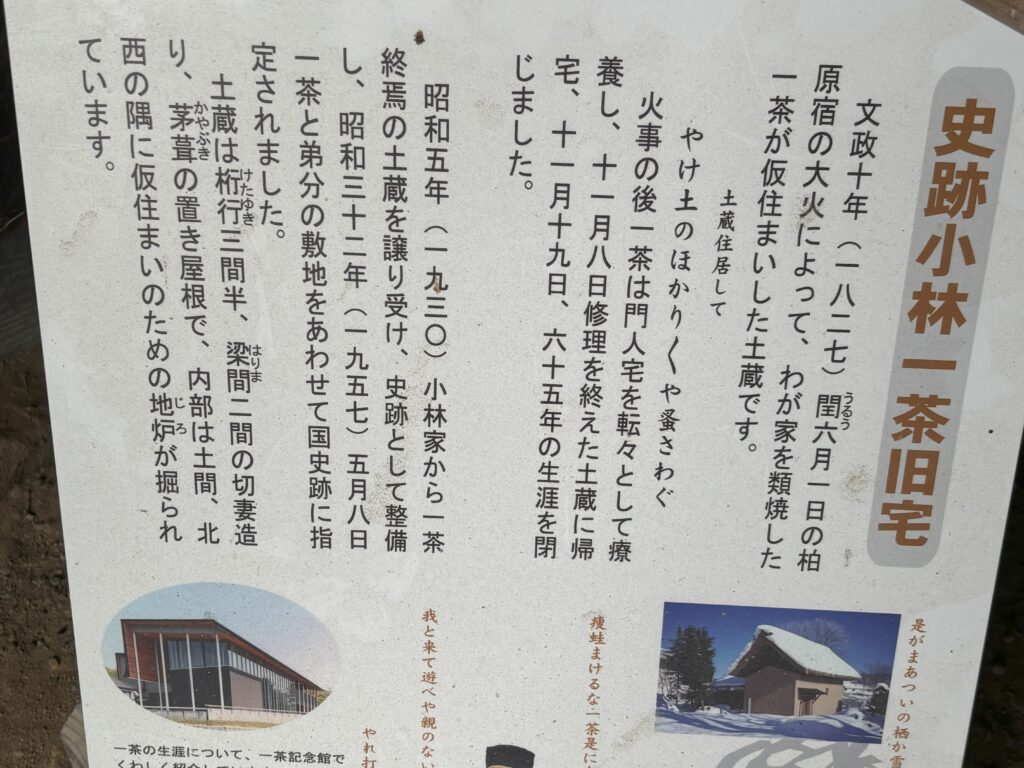 史跡小林一茶旧宅
文政十年（一八二七）閏六月一日の柏
原宿の大火によって、わが家を類焼した
一茶が仮住まいした土蔵です。
土蔵住居して
やけ土のほかり〱や蚤さわぐ
火事の後一茶は門人宅を転々として療
養し、十一月八日修理を終えた土蔵に帰
宅、十一月十九日、六十五年の生涯を閉
じました。
昭和五年（一九三〇）小林家から一茶
終焉の土蔵を譲り受け、史跡として整備
し、昭和三十二年（一九五七）五月八日
一茶と弟分の敷地をあわせて国史跡に指
定されました。
土蔵は桁行三間半、梁間二間の切妻造
り、茅葺の置き屋根で、内部は土間、北
西の隅に仮住まいのための地炉が掘られ
ています。
うるう
けたゆき
はりま
かやぶき
じろ
是がまあつひの栖か雪
痩蛙まけるな一茶是に
我と来て遊べや親のない
やれ打
一茶の生涯について、一茶記念館で